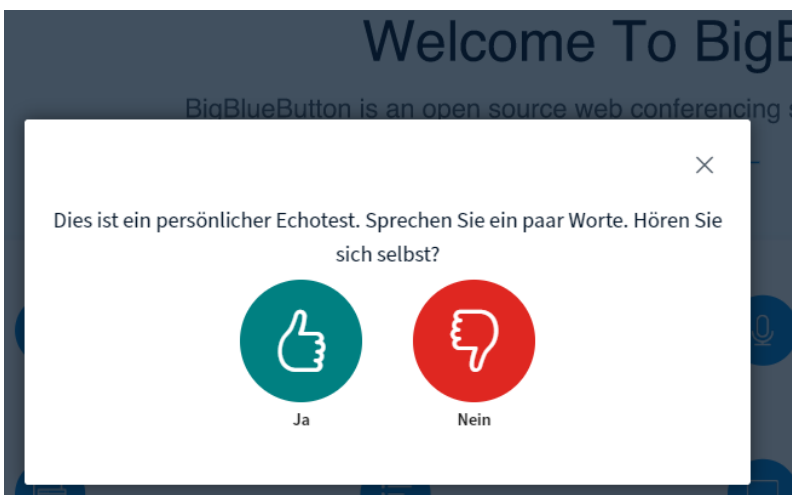 Welcome To Big
BigBlueButton is an open source web conferencing
Dies ist ein persönlicher Echotest. Sprechen Sie ein paar Worte. Hören Sie
sich selbst?
Ja
Nein